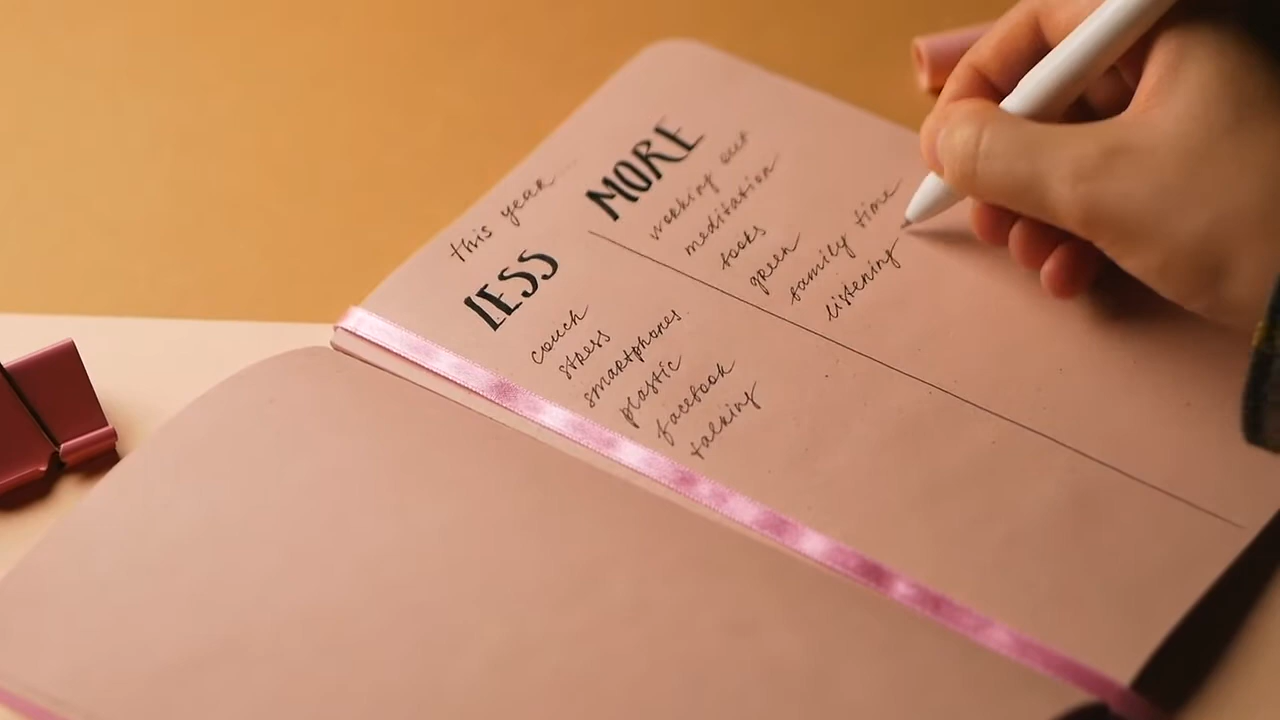 this year...
LESS
couch
stress
smartphones.
plastic
facebook
talking
MORE
working out
meditation
books
green
family time
listening